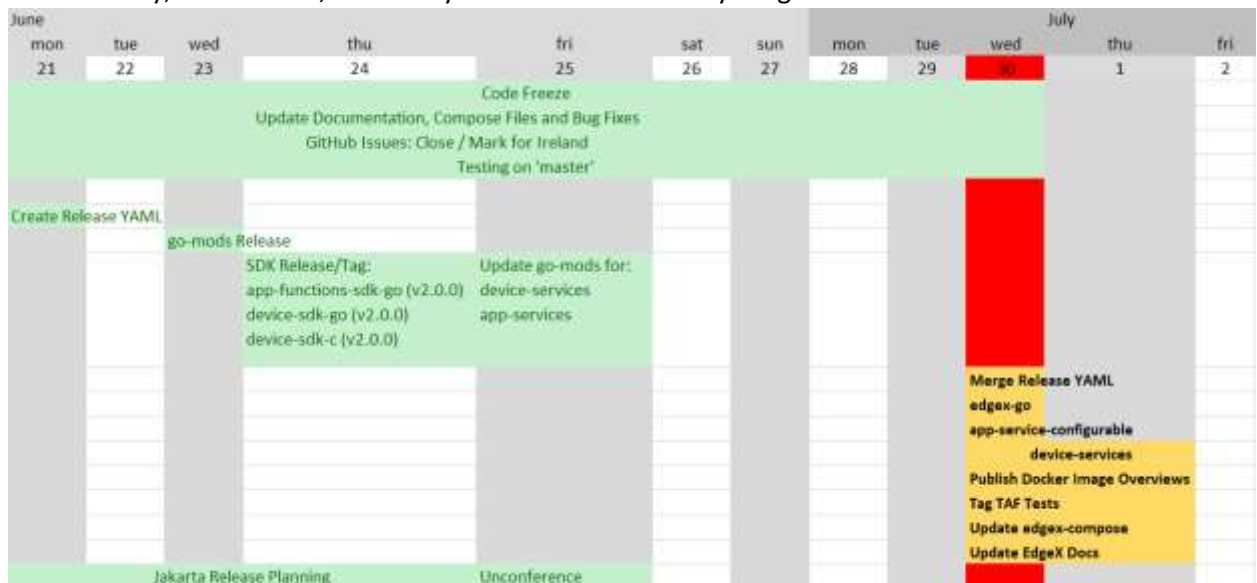 June July
mon tue wed thu fri sat sun mon tue wed thu fri
21 22 23 24 25 26 27 28 29 30 1 2
Code Freeze
Update Documentation, Compose Files and Bug Fixes
GitHub Issues: Close / Mark for Ireland
Testing on 'master'
Create Release YAML
go-mods Release
SDK Release/Tag: Update go-mods for:
app-functions-sdk-go (v2.0.0) device-services
device-sdk-go (v2.0.0) app-services
device-sdk-c (v2.0.0)
Merge Release YAML
edgex-go
app-service-configurable
device-services
Publish Docker Image Overviews
Tag TAF Tests
Update edgex-compose
Update EdgeX Docs
Jakarta Release Planning Unconference